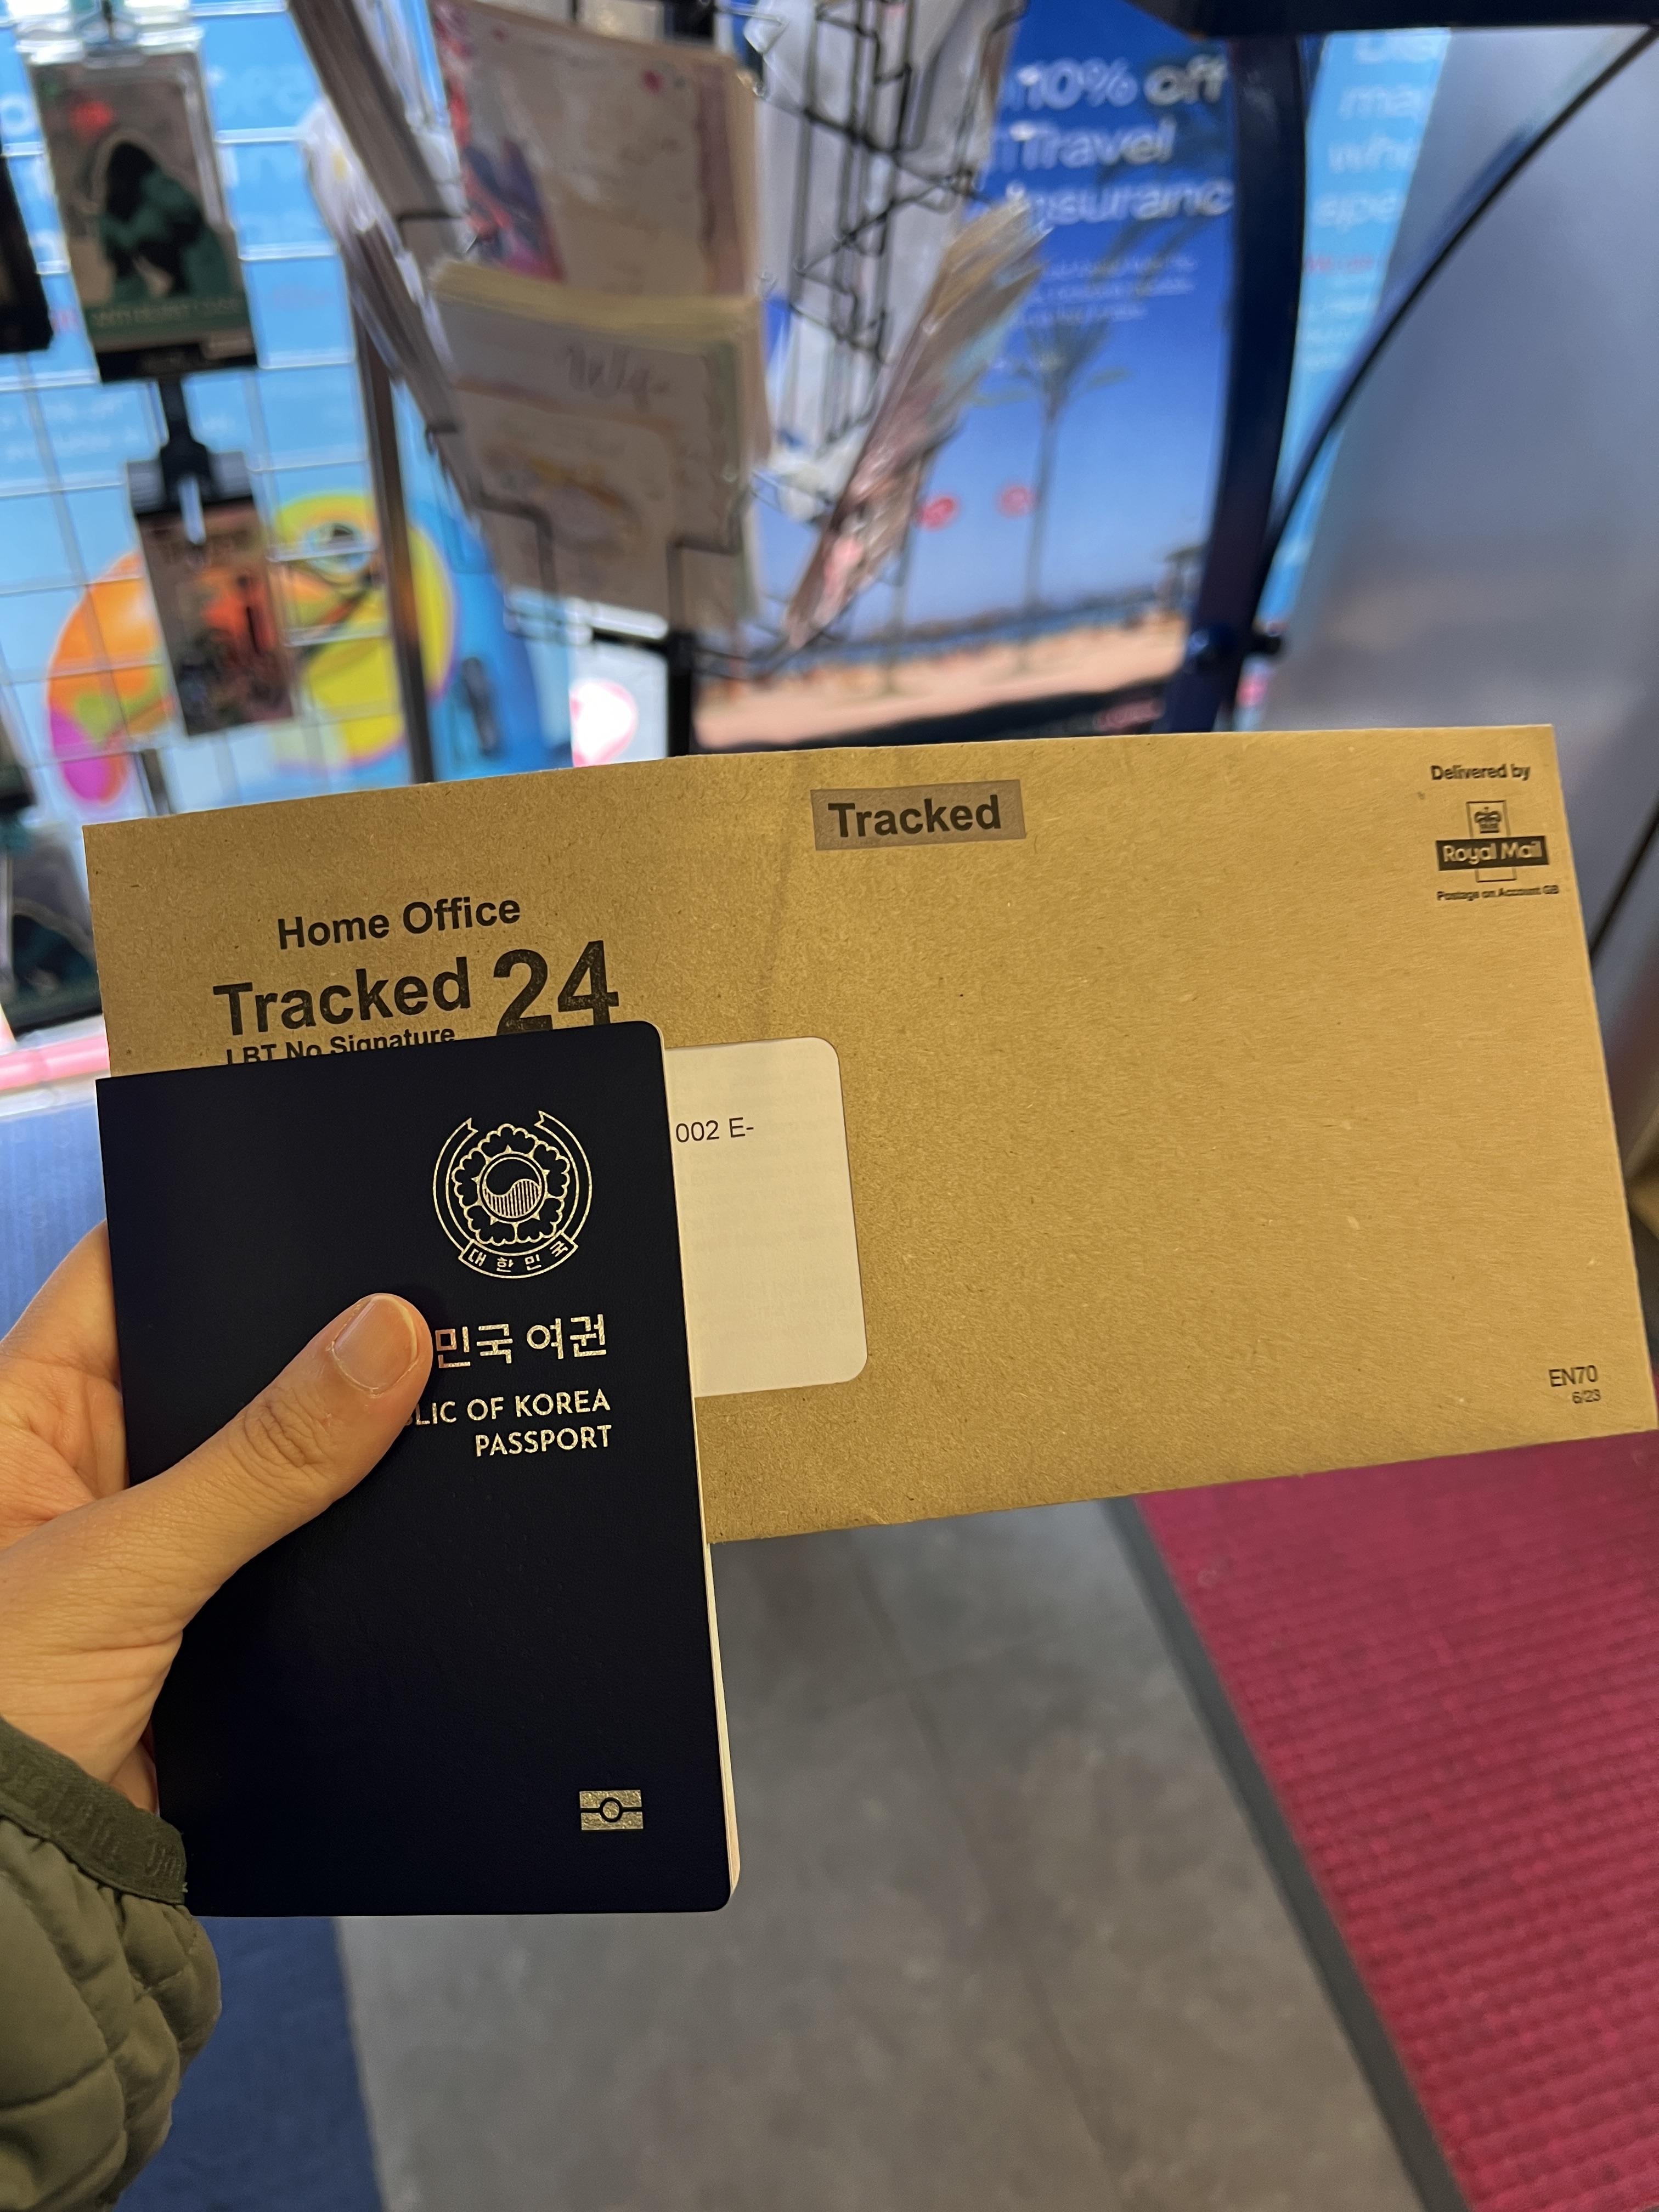 10% off
Travel
Insuranc
Tracked
Delivered by
Royal Mail
Postage on Account GB
Home Office
Tracked 24
LBT No Signature
002 E-
대한민국
민국 여권
LIC OF KOREA
PASSPORT
EN70
6/23